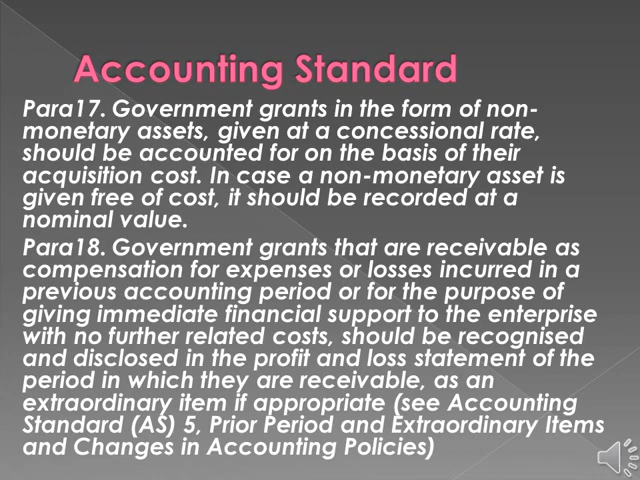 Accounting Standard
Para17. Government grants in the form of non-
monetary assets, given at a concessional rate,
should be accounted for on the basis of their
acquisition cost. In case a non-monetary asset is
given free of cost, it should be recorded at a
nominal value.
Para18. Government grants that are receivable as
compensation for expenses or losses incurred in a
previous accounting period or for the purpose of
giving immediate financial support to the enterprise
with no further related costs, should be recognised
and disclosed in the profit and loss statement of the
period in which they are receivable, as an
extraordinary item if appropriate (see Accounting
Standard (AS) 5, Prior Period and Extraordinary Items
and Changes in Accounting Policies)